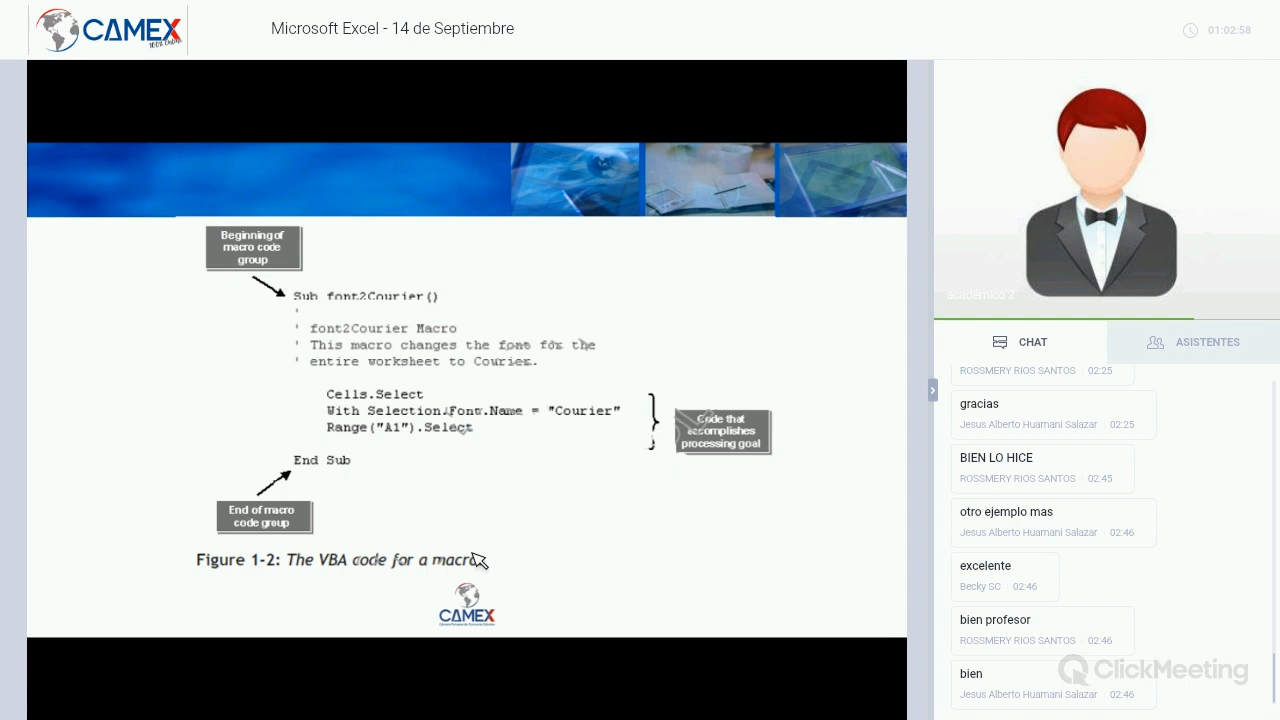 CAMEX
100% Online
Microsoft Excel - 14 de Septiembre
01:02:58
Beginning of
macro code
group
Sub font2Courier()
'
' font2Courier Macro
' This macro changes the font for the
' entire worksheet to Courier.
Cells.Select
With Selection.Font.Name = "Courier"
Range("A1").Select
End Sub
Code that
accomplishes
processing goal
End of macro
code group
Figure 1-2: The VBA code for a macro
CAMEX
académico 2
CHAT
ASISTENTES
ROSSMERY RIOS SANTOS · 02:25
gracias
Jesus Alberto Huamani Salazar · 02:25
BIEN LO HICE
ROSSMERY RIOS SANTOS · 02:45
otro ejemplo mas
Jesus Alberto Huamani Salazar · 02:46
excelente
Becky SC · 02:46
bien profesor
ROSSMERY RIOS SANTOS · 02:46
bien
Jesus Alberto Huamani Salazar · 02:46
ClickMeeting